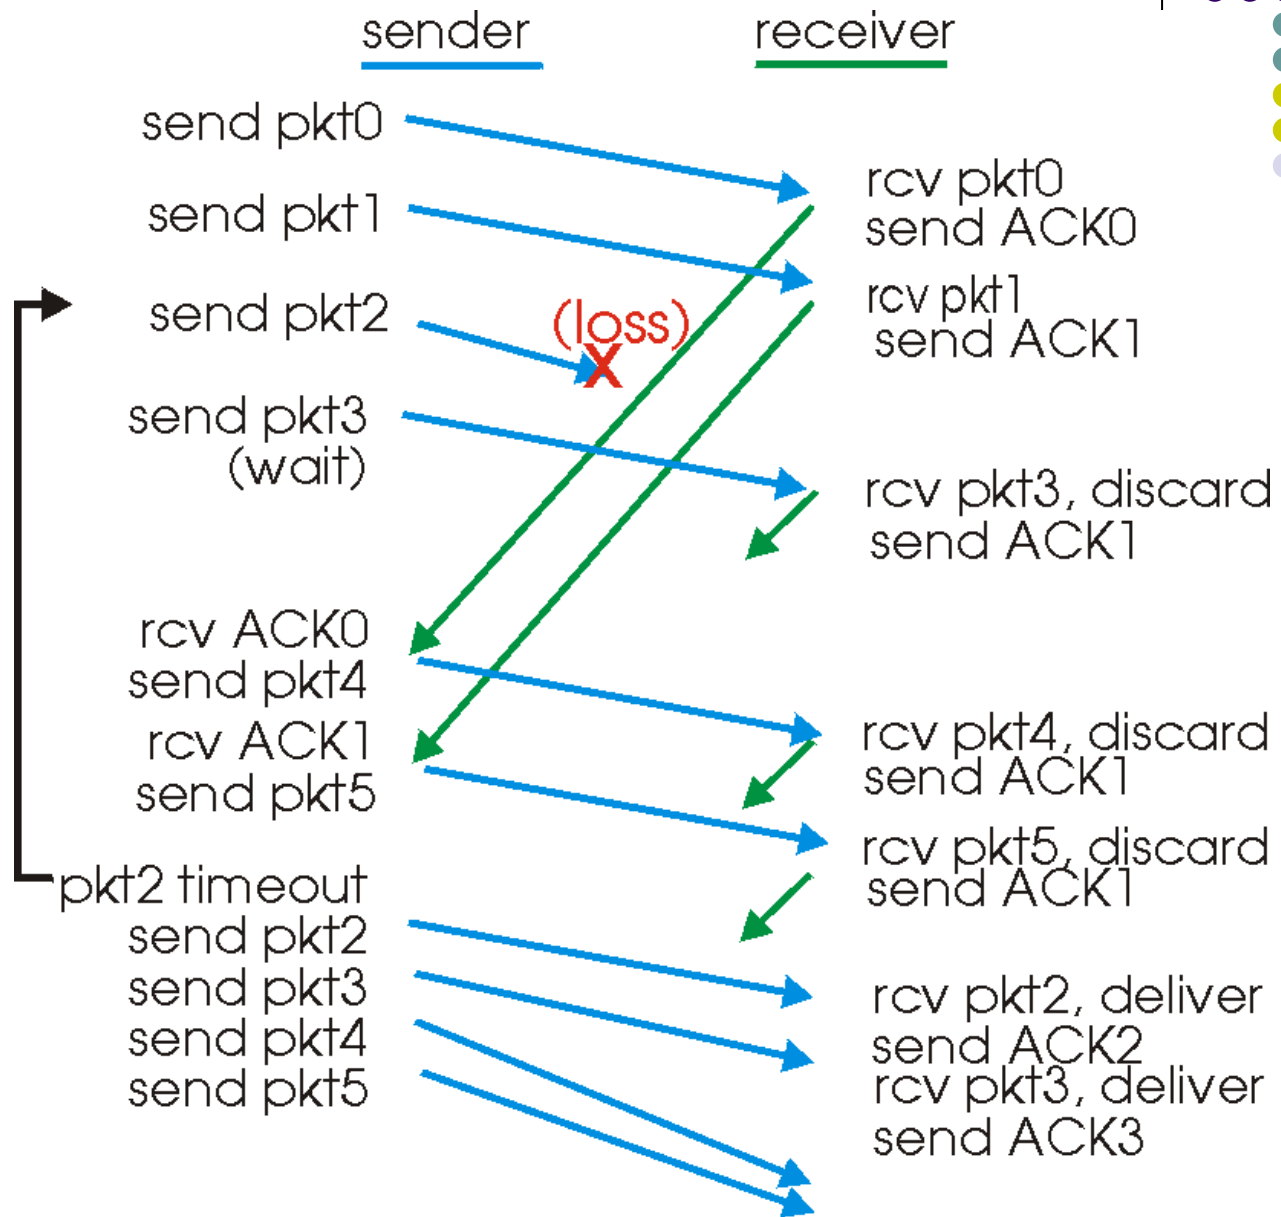 sender
receiver
send pkt0
rcv pkt0
send ACK0
send pkt1
rcv pkt1
send ACK1
send pkt2
(loss)
X
send pkt3
(wait)
rcv pkt3, discard
send ACK1
rcv ACK0
send pkt4
rcv ACK1
send pkt5
rcv pkt4, discard
send ACK1
rcv pkt5, discard
send ACK1
pkt2 timeout
send pkt2
send pkt3
send pkt4
send pkt5
rcv pkt2, deliver
send ACK2
rcv pkt3, deliver
send ACK3